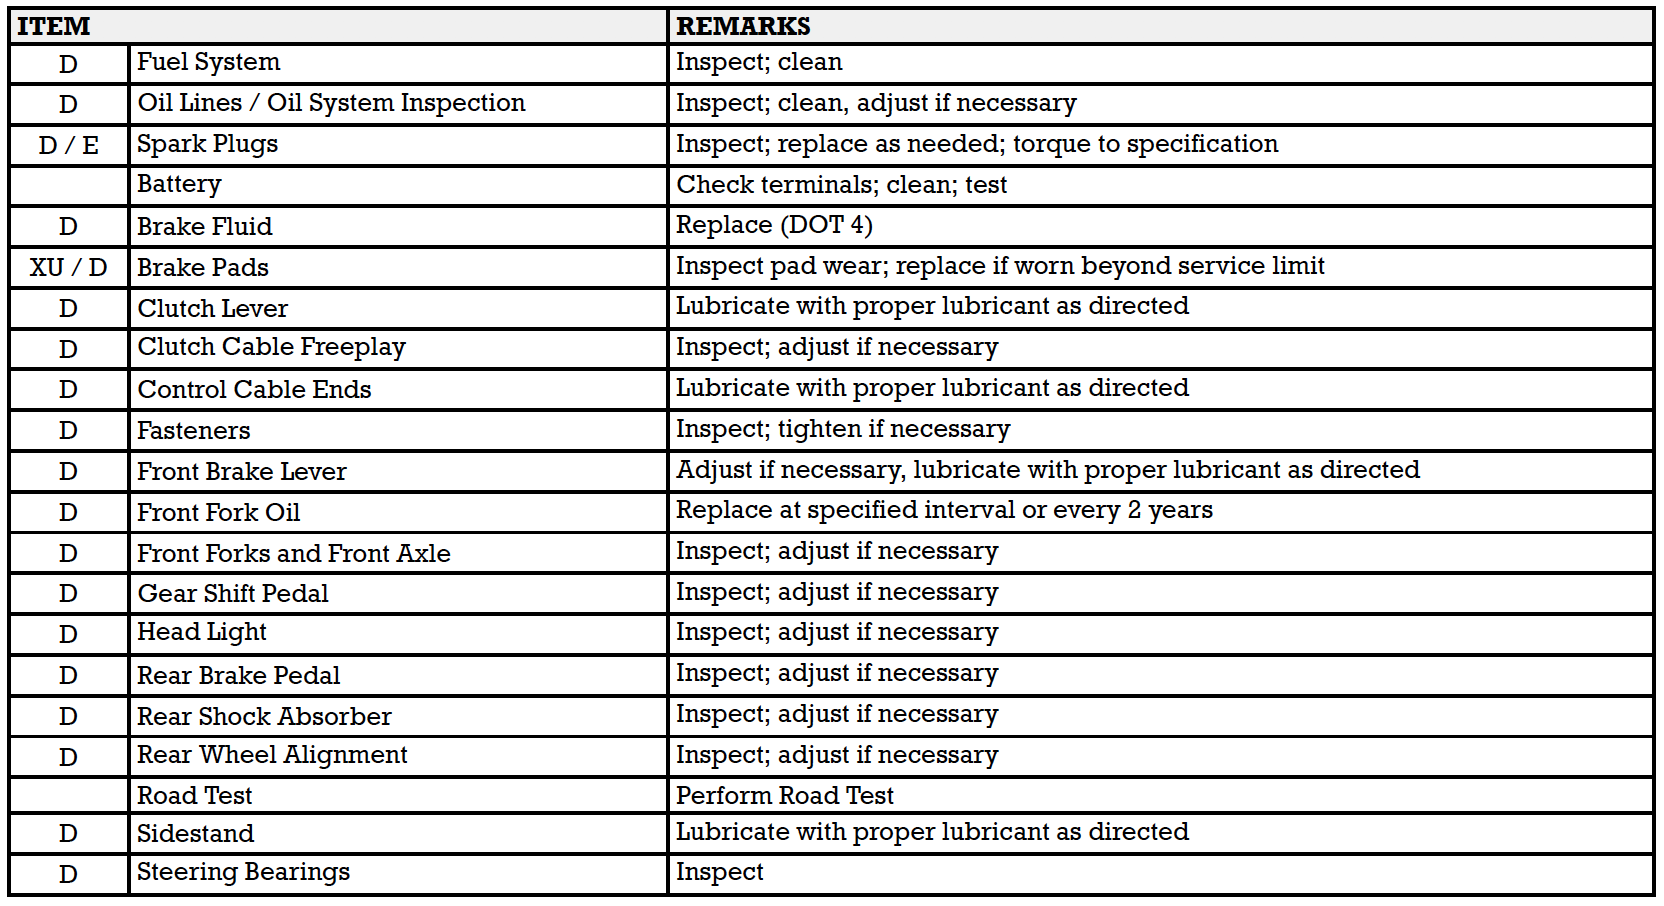 ITEM REMARKS
D Fuel System Inspect; clean
D Oil Lines / Oil System Inspection Inspect; clean, adjust if necessary
D / E Spark Plugs Inspect; replace as needed; torque to specification
Battery Check terminals; clean; test
D Brake Fluid Replace (DOT 4)
XU / D Brake Pads Inspect pad wear; replace if worn beyond service limit
D Clutch Lever Lubricate with proper lubricant as directed
D Clutch Cable Freeplay Inspect; adjust if necessary
D Control Cable Ends Lubricate with proper lubricant as directed
D Fasteners Inspect; tighten if necessary
D Front Brake Lever Adjust if necessary, lubricate with proper lubricant as directed
D Front Fork Oil Replace at specified interval or every 2 years
D Front Forks and Front Axle Inspect; adjust if necessary
D Gear Shift Pedal Inspect; adjust if necessary
D Head Light Inspect; adjust if necessary
D Rear Brake Pedal Inspect; adjust if necessary
D Rear Shock Absorber Inspect; adjust if necessary
D Rear Wheel Alignment Inspect; adjust if necessary
Road Test Perform Road Test
D Sidestand Lubricate with proper lubricant as directed
D Steering Bearings Inspect